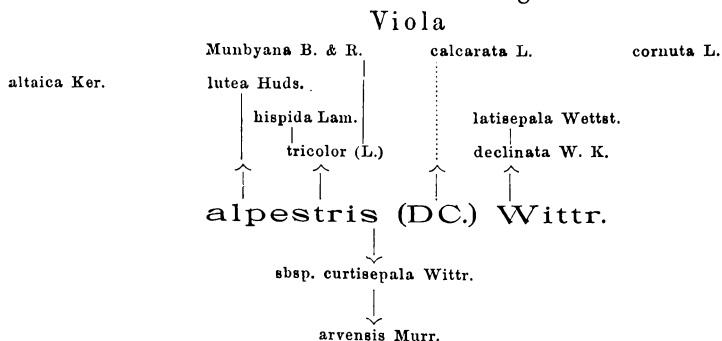 Viola
Munbyana B. & R. calcarata L. cornuta L.
altaica Ker. lutea Huds.
hispida Lam. latisepala Wettst.
tricolor (L.) declinata W. K.
alpestris (DC.) Wittr.
sbsp. curtisepala Wittr.
arvensis Murr.